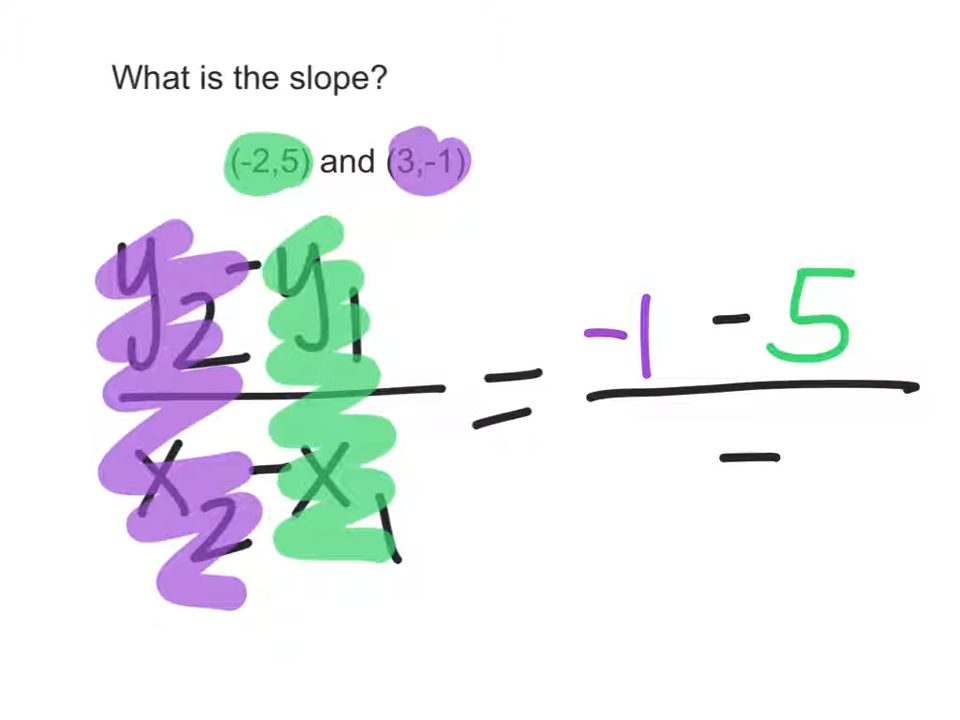 What is the slope?
(-2,5) and (3,-1)
y2 - y1 = -1 - 5
x2 - x1 -